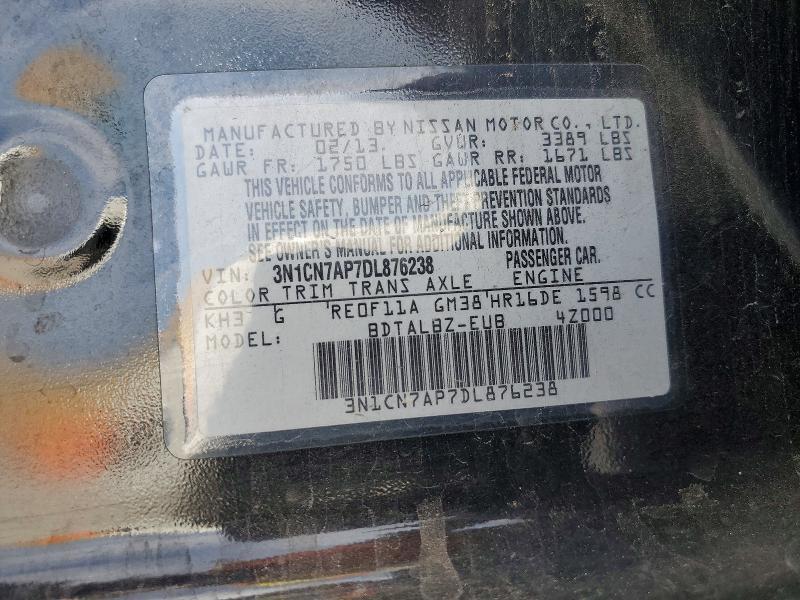 MANUFACTURED BY NISSAN MOTOR CO., LTD.
DATE: 02/13. GVWR: 3389 LBS
GAWR FR: 1750 LBS GAWR RR: 1671 LBS
THIS VEHICLE CONFORMS TO ALL APPLICABLE FEDERAL MOTOR
VEHICLE SAFETY, BUMPER AND THEFT PREVENTION STANDARDS
IN EFFECT ON THE DATE OF MANUFACTURE SHOWN ABOVE.
SEE OWNER'S MANUAL FOR ADDITIONAL INFORMATION.
VIN: 3N1CN7AP7DL876238 PASSENGER CAR.
COLOR TRIM TRANS AXLE ENGINE
KH3 G RE0F11A GM38 HR16DE 1598 CC
MODEL: BDTALBZ-EUB 4Z000
3N1CN7AP7DL876238